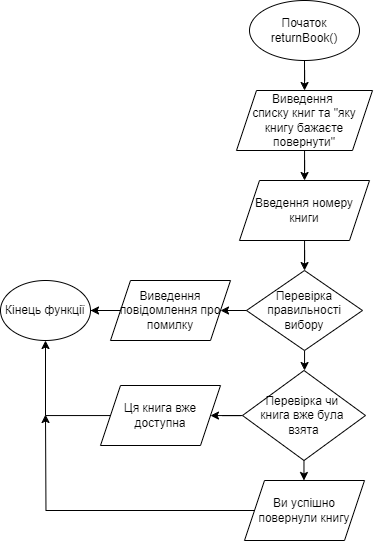 Початок
returnBook()
Виведення
списку книг та "яку
книгу бажаєте
повернути"
Введення номеру
книги
Перевірка
правильності
вибору
Виведення
повідомлення про
помилку
Кінець функції
Перевірка чи
книга вже була
взята
Ця книга вже
доступна
Ви успішно
повернули книгу